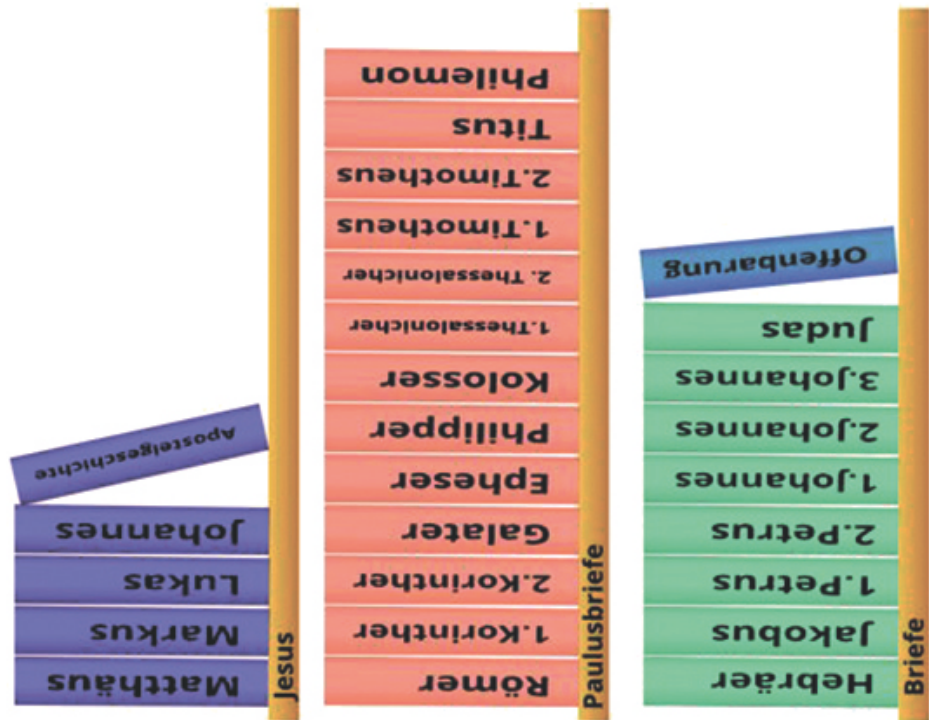 Matthäus
Markus
Lukas
Johannes
Apostelgeschichte
Jesus
Römer
1.Korinther
2.Korinther
Galater
Epheser
Philipper
Kolosser
1.Thessalonicher
2. Thessalonicher
1.Timotheus
2.Timotheus
Titus
Philemon
Paulusbriefe
Hebräer
Jakobus
1.Petrus
2.Petrus
1.Johannes
2.Johannes
3.Johannes
Judas
Offenbarung
Briefe